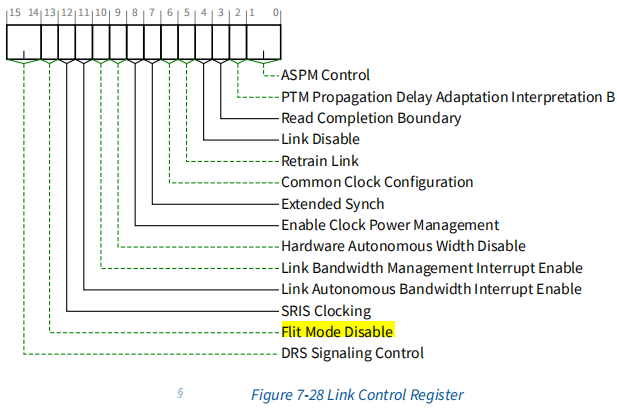 15 14 13 12 11 10 9 8 7 6 5 4 3 2 1 0
ASPM Control
PTM Propagation Delay Adaptation Interpretation B
Read Completion Boundary
Link Disable
Retrain Link
Common Clock Configuration
Extended Synch
Enable Clock Power Management
Hardware Autonomous Width Disable
Link Bandwidth Management Interrupt Enable
Link Autonomous Bandwidth Interrupt Enable
SRIS Clocking
Flit Mode Disable
DRS Signaling Control
§ Figure 7-28 Link Control Register